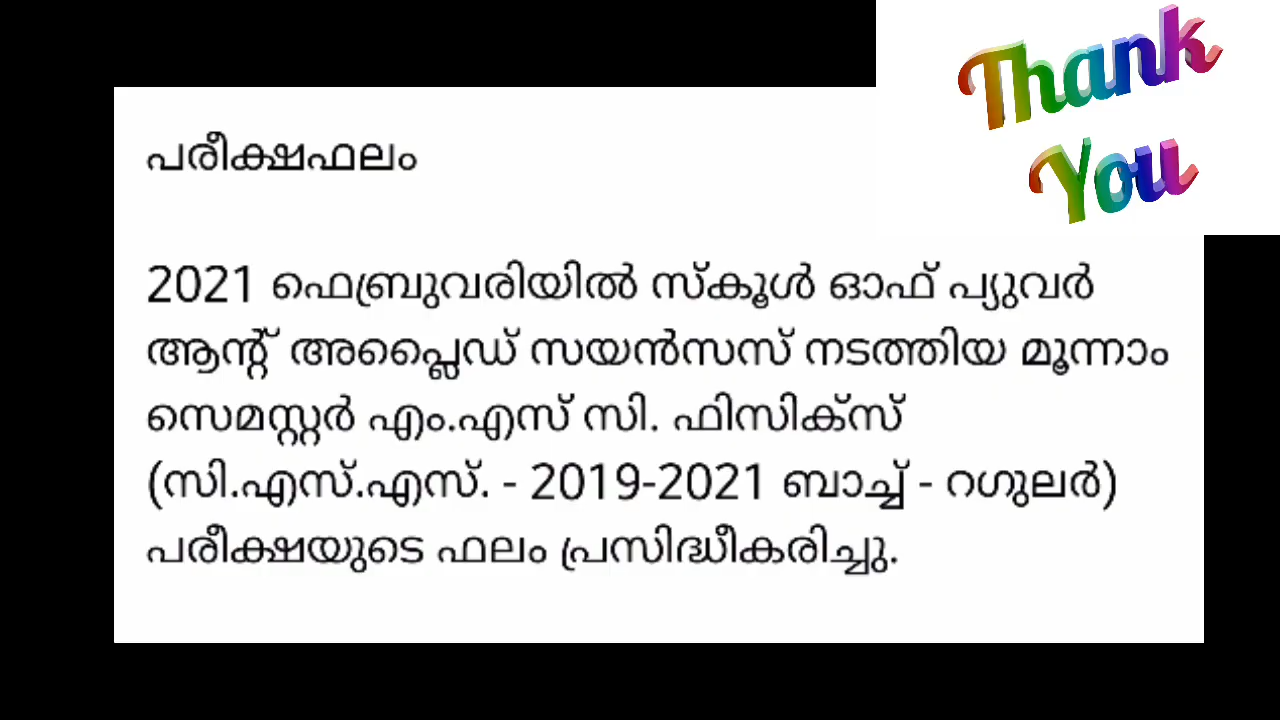 Thank
You
പരീക്ഷഫലം
2021 ഫെബ്രുവരിയിൽ സ്കൂൾ ഓഫ് പ്യുവർ
ആന്റ് അപ്ലൈഡ് സയൻസസ് നടത്തിയ മൂന്നാം
സെമസ്റ്റർ എം.എസ് സി. ഫിസിക്സ്
(സി.എസ്.എസ്. - 2019-2021 ബാച്ച് - റഗുലർ)
പരീക്ഷയുടെ ഫലം പ്രസിദ്ധീകരിച്ചു.